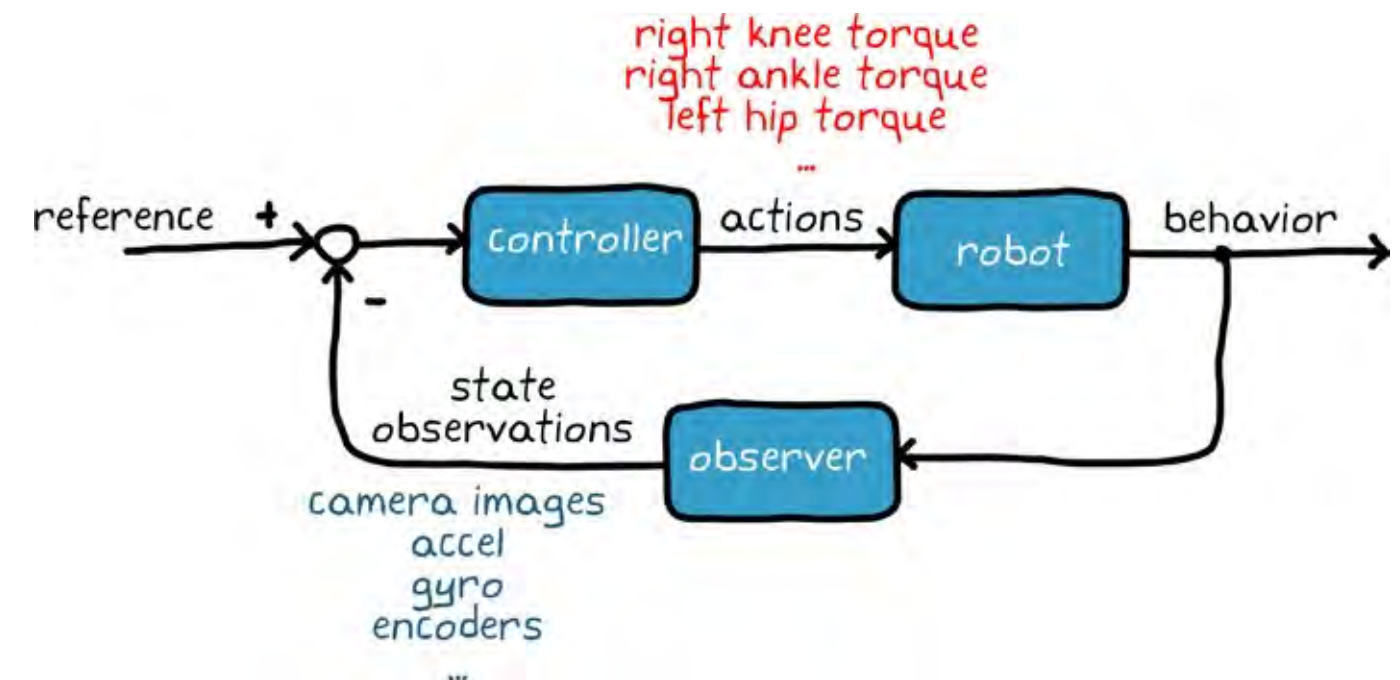 right knee torque
right ankle torque
left hip torque
...
reference +
controller
actions
robot
behavior
-
state
observations
observer
camera images
accel
gyro
encoders
...